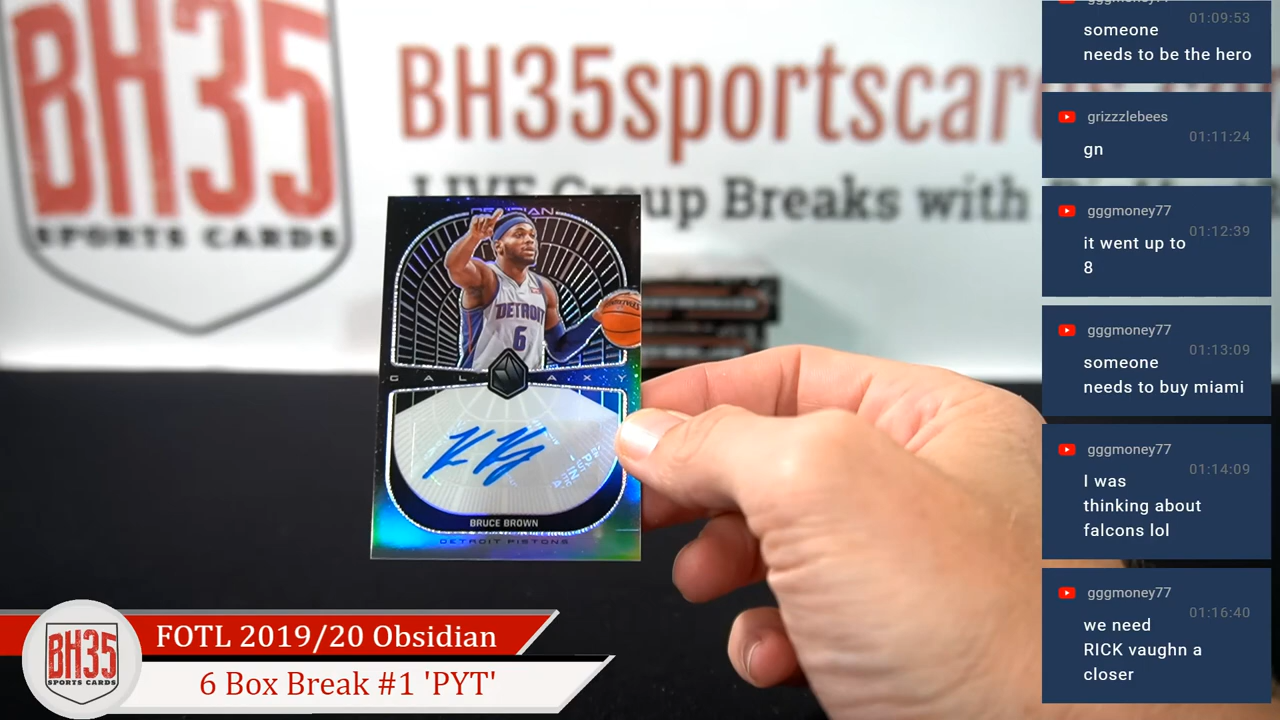 BH35
SPORTS CARDS
BH35sportscar
LIVE Group Breaks with
OBSIDIAN
DETROIT
6
GALAXY
BRUCE BROWN
DETROIT PISTONS
FOTL 2019/20 Obsidian
6 Box Break #1 'PYT'
BH35
SPORTS CARDS
gggmoney77
01:09:53
someone
needs to be the hero
grizzzlebees
01:11:24
gn
gggmoney77
01:12:39
it went up to
8
gggmoney77
01:13:09
someone
needs to buy miami
gggmoney77
01:14:09
I was
thinking about
falcons lol
gggmoney77
01:16:40
we need
RICK vaughn a
closer